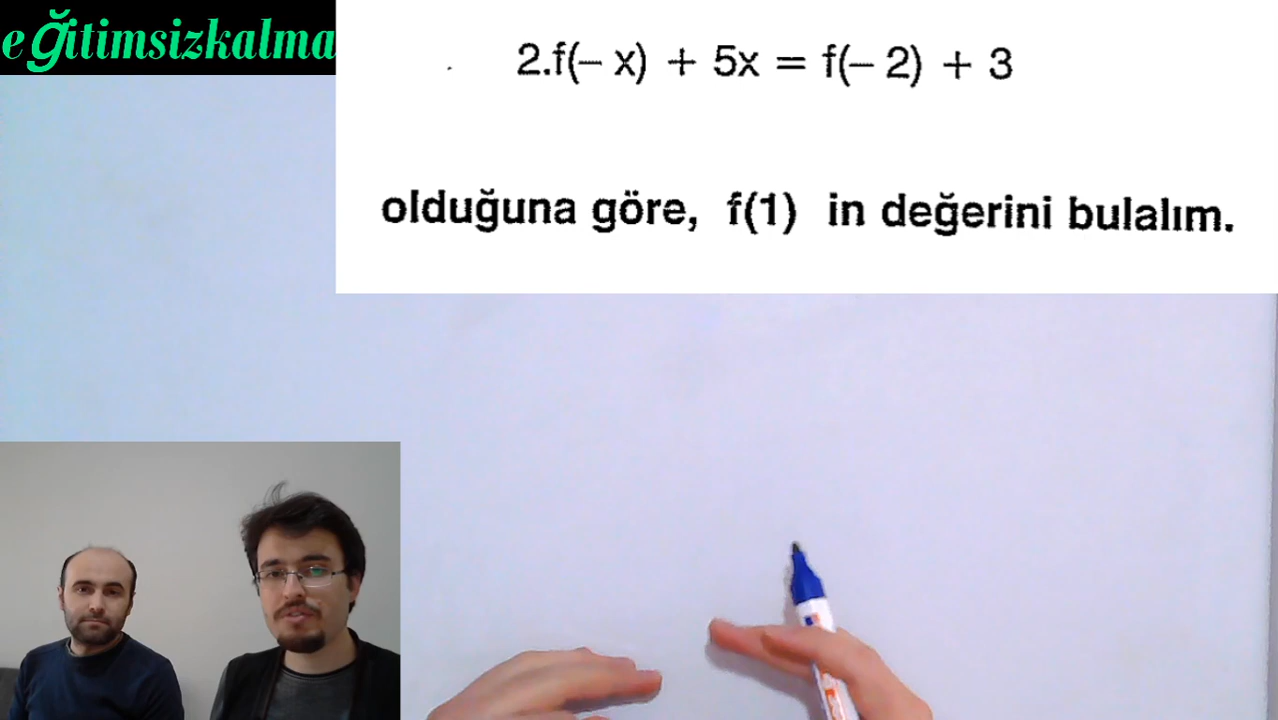 eğitimsizkalma
2.f(– x) + 5x = f(– 2) + 3
olduğuna göre, f(1) in değerini bulalım.